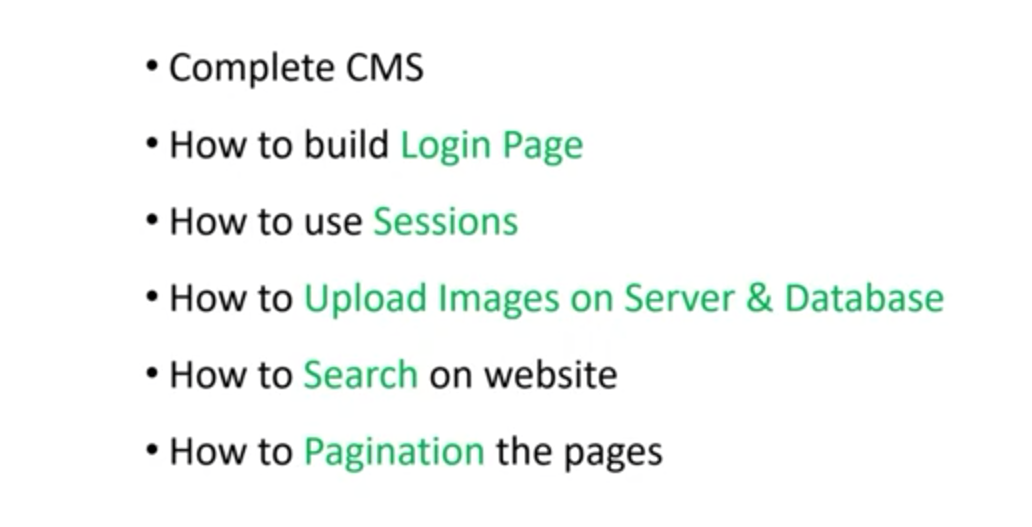 • Complete CMS
• How to build Login Page
• How to use Sessions
• How to Upload Images on Server & Database
• How to Search on website
• How to Pagination the pages